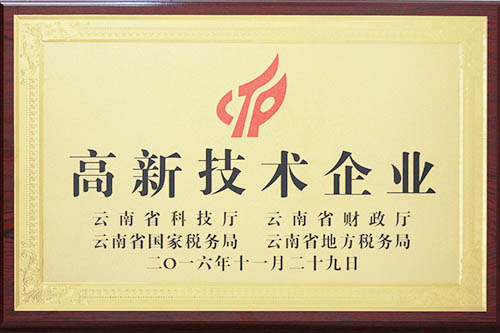 CTP
高新技术企业
云南省科技厅 云南省财政厅
云南省国家税务局 云南省地方税务局
二〇一六年十一月二十九日